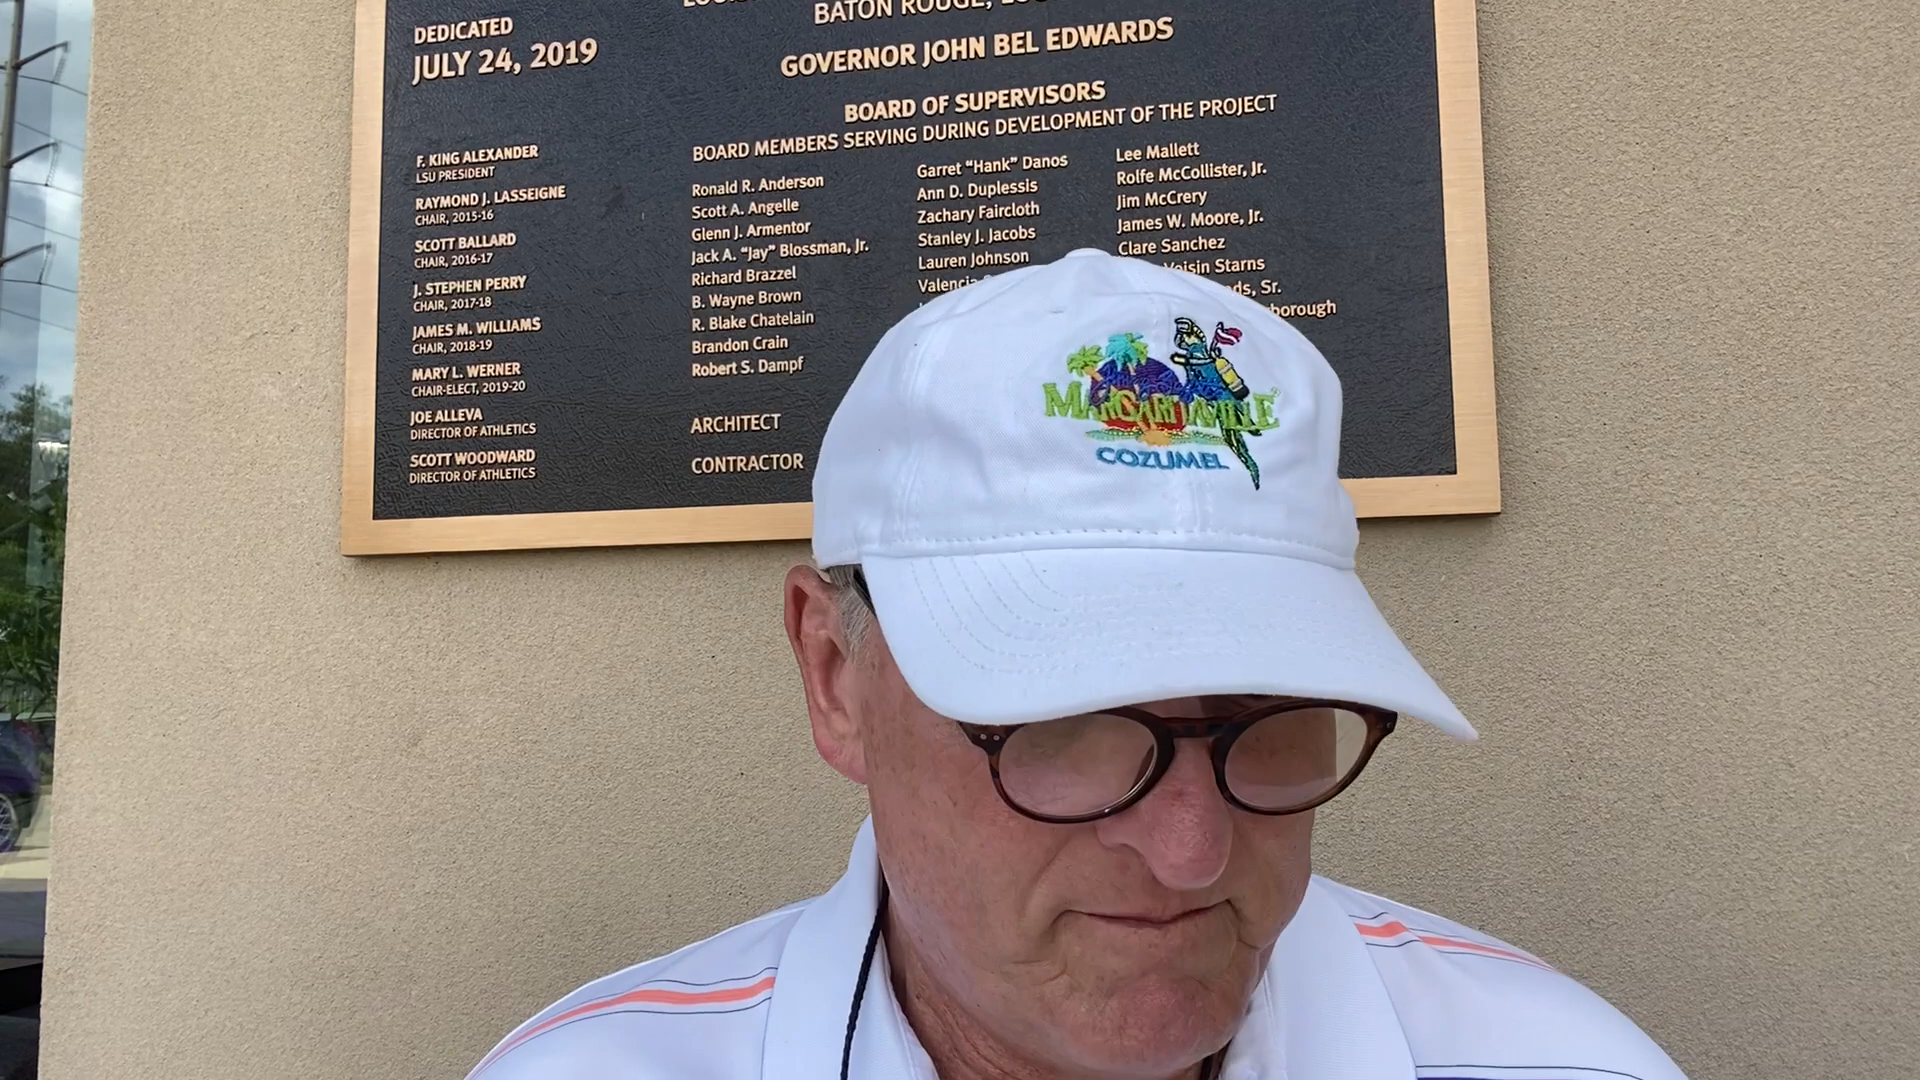 BATON ROUGE,
DEDICATED
JULY 24, 2019
GOVERNOR JOHN BEL EDWARDS
BOARD OF SUPERVISORS
BOARD MEMBERS SERVING DURING DEVELOPMENT OF THE PROJECT
F. KING ALEXANDER
LSU PRESIDENT
RAYMOND J. LASSEIGNE
CHAIR, 2015-16
SCOTT BALLARD
CHAIR, 2016-17
J. STEPHEN PERRY
CHAIR, 2017-18
JAMES M. WILLIAMS
CHAIR, 2018-19
MARY L. WERNER
CHAIR-ELECT, 2019-20
JOE ALLEVA
DIRECTOR OF ATHLETICS
SCOTT WOODWARD
DIRECTOR OF ATHLETICS
Ronald R. Anderson
Scott A. Angelle
Glenn J. Armentor
Jack A. "Jay" Blossman, Jr.
Richard Brazzel
B. Wayne Brown
R. Blake Chatelain
Brandon Crain
Robert S. Dampf
ARCHITECT
CONTRACTOR
Garret "Hank" Danos
Ann D. Duplessis
Zachary Faircloth
Stanley J. Jacobs
Lauren Johnson
Valencia
Lee Mallett
Rolfe McCollister, Jr.
Jim McCrery
James W. Moore, Jr.
Clare Sanchez
Voisin Starns
Sr.
MARGARITAVILLE
COZUMEL